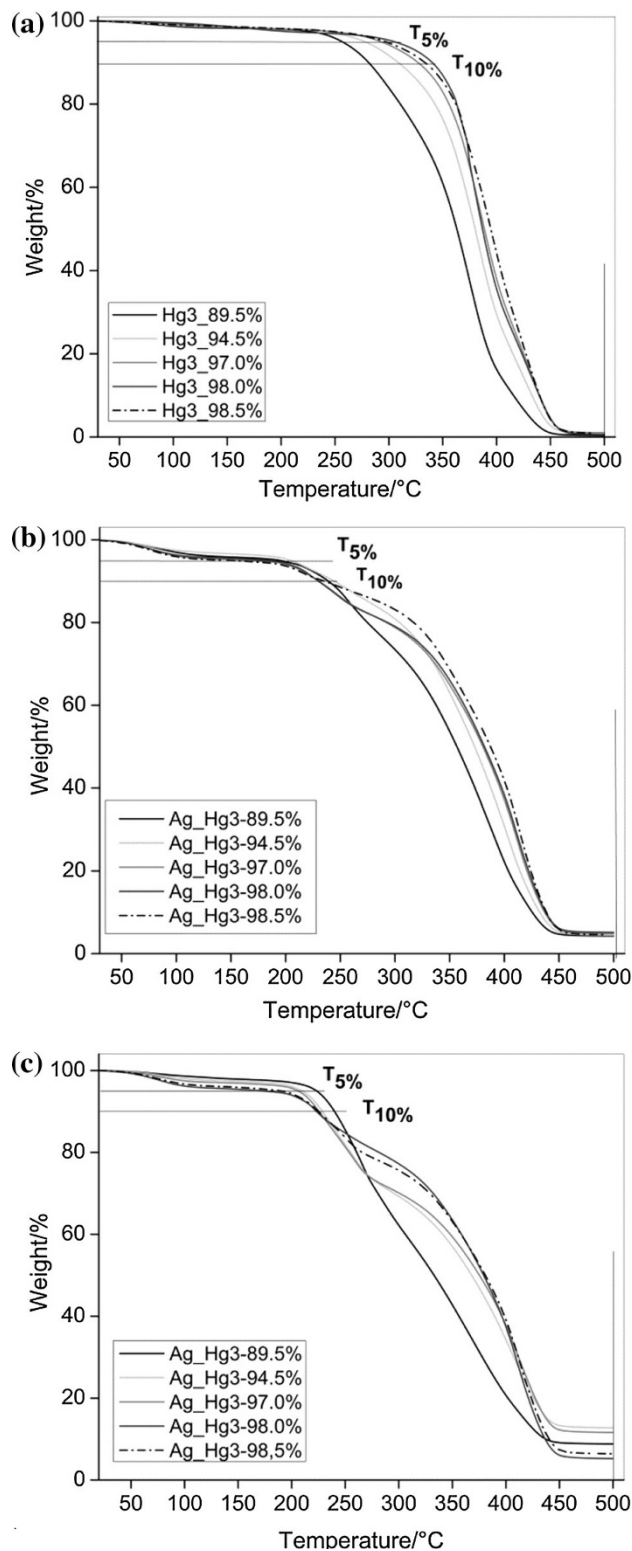 (a)
100
80
60
40
20
0
Weight/%
T5%
T10%
Hg3_89.5%
Hg3_94.5%
Hg3_97.0%
Hg3_98.0%
Hg3_98.5%
50 100 150 200 250 300 350 400 450 500
Temperature/°C
(b)
100
80
60
40
20
0
Weight/%
T5%
T10%
Ag_Hg3-89.5%
Ag_Hg3-94.5%
Ag_Hg3-97.0%
Ag_Hg3-98.0%
Ag_Hg3-98.5%
50 100 150 200 250 300 350 400 450 500
Temperature/°C
(c)
100
80
60
40
20
0
Weight/%
T5%
T10%
Ag_Hg3-89.5%
Ag_Hg3-94.5%
Ag_Hg3-97.0%
Ag_Hg3-98.0%
Ag_Hg3-98,5%
50 100 150 200 250 300 350 400 450 500
Temperature/°C